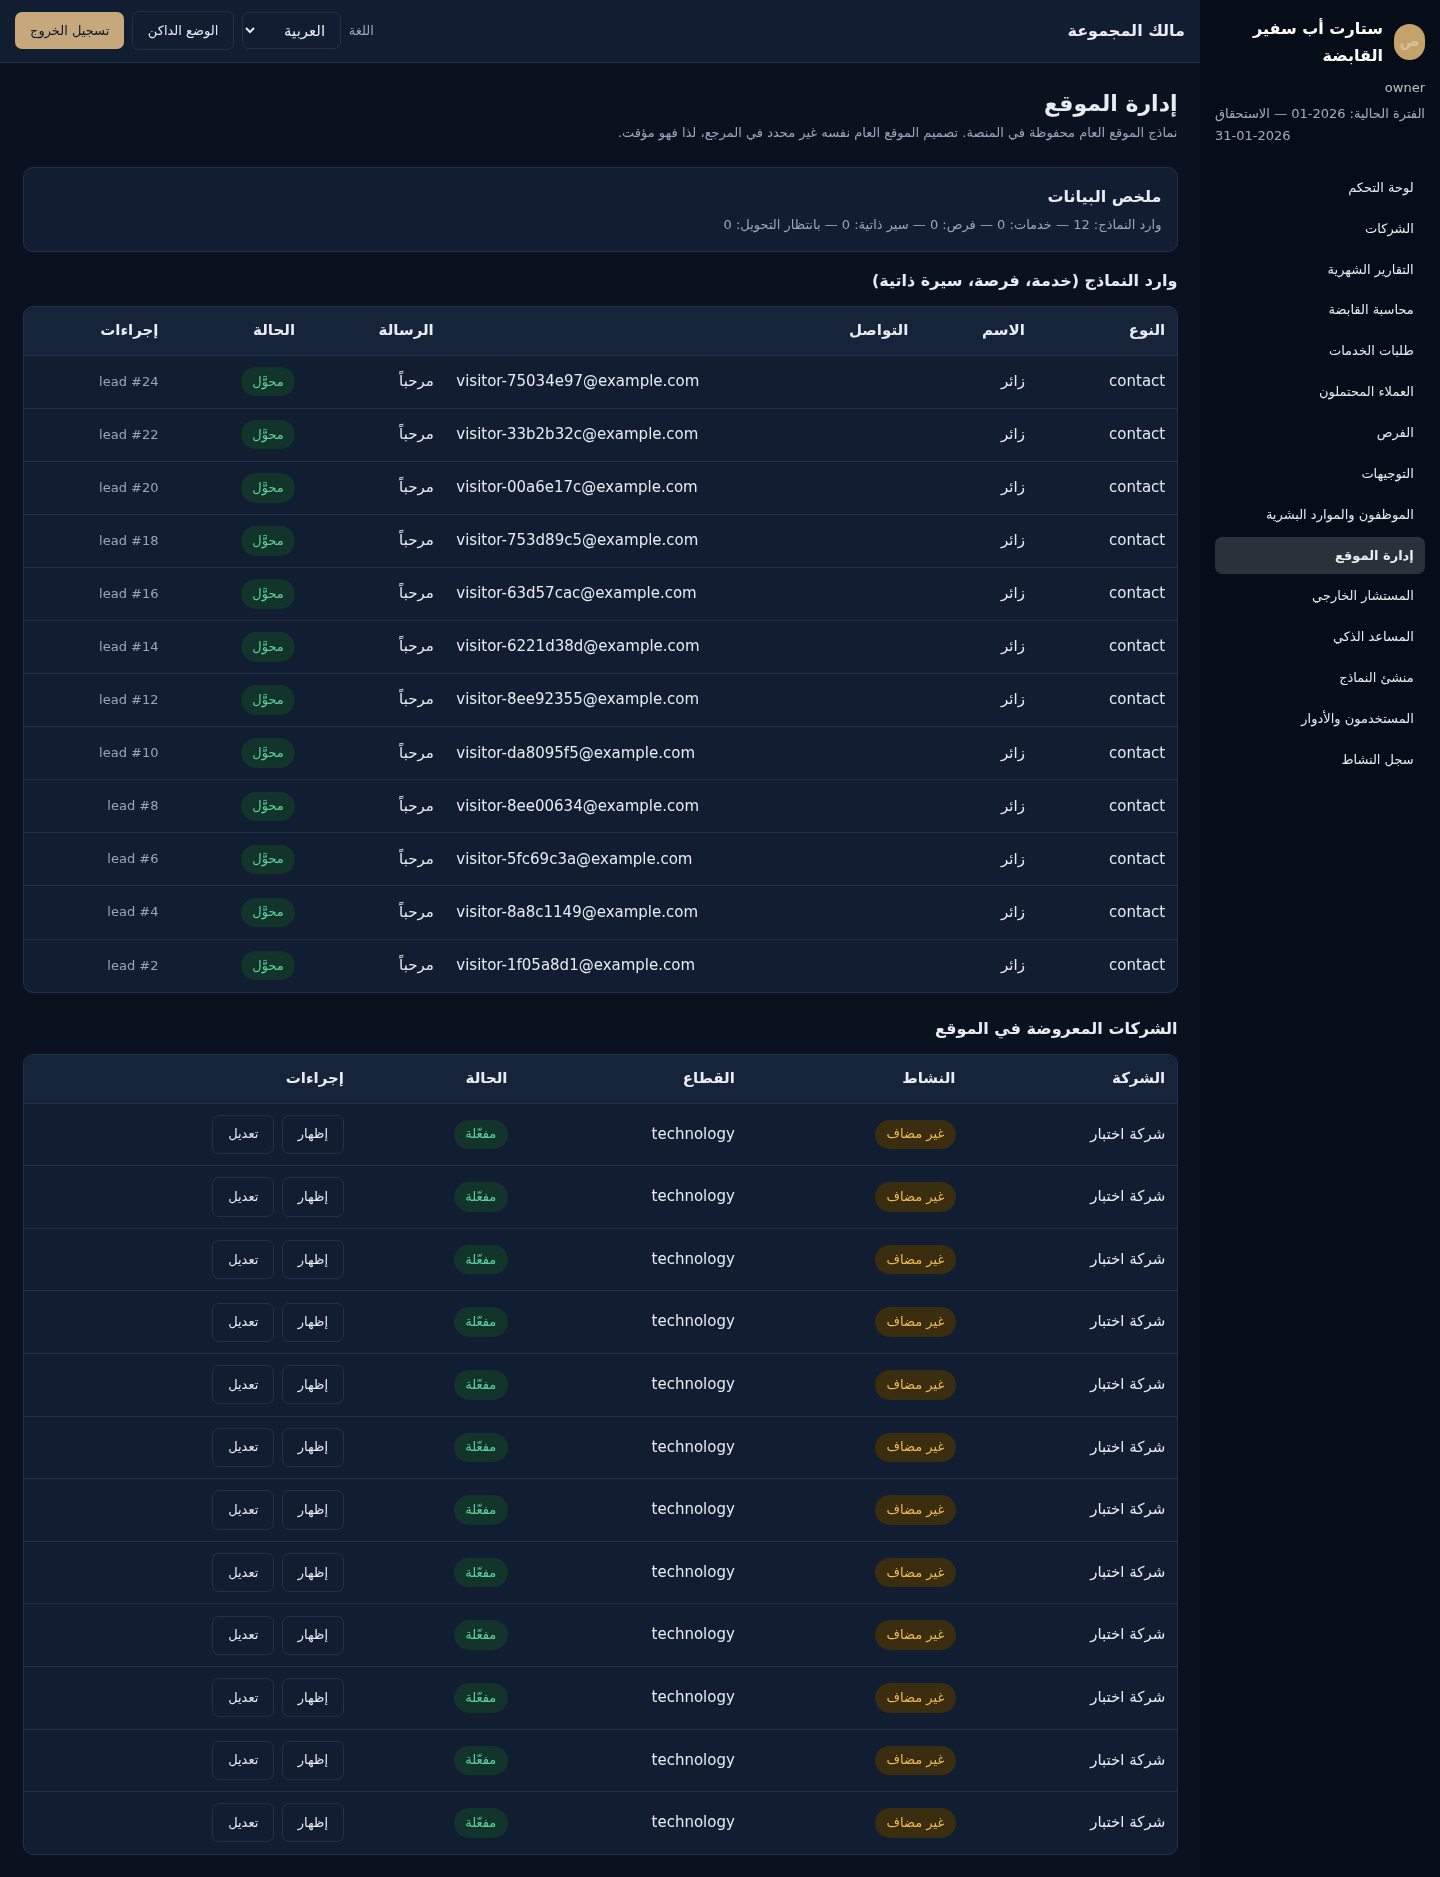 ص
ستارت أب سفير
القابضة
owner
الفترة الحالية: 2026-01 — الاستحقاق
2026-01-31
لوحة التحكم
الشركات
التقارير الشهرية
محاسبة القابضة
طلبات الخدمات
العملاء المحتملون
الفرص
التوجيهات
الموظفون والموارد البشرية
إدارة الموقع
المستشار الخارجي
المساعد الذكي
منشئ النماذج
المستخدمون والأدوار
سجل النشاط
مالك المجموعة
اللغة العربية الوضع الداكن تسجيل الخروج
إدارة الموقع
نماذج الموقع العام محفوظة في المنصة. تصميم الموقع العام نفسه غير محدد في المرجع، لذا فهو مؤقت.
ملخص البيانات
وارد النماذج: 12 — خدمات: 0 — فرص: 0 — سير ذاتية: 0 — بانتظار التحويل: 0
وارد النماذج (خدمة، فرصة، سيرة ذاتية)
النوع الاسم التواصل الرسالة الحالة إجراءات
contact زائر visitor-75034e97@example.com مرحباً محوَّل lead #24
contact زائر visitor-33b2b32c@example.com مرحباً محوَّل lead #22
contact زائر visitor-00a6e17c@example.com مرحباً محوَّل lead #20
contact زائر visitor-753d89c5@example.com مرحباً محوَّل lead #18
contact زائر visitor-63d57cac@example.com مرحباً محوَّل lead #16
contact زائر visitor-6221d38d@example.com مرحباً محوَّل lead #14
contact زائر visitor-8ee92355@example.com مرحباً محوَّل lead #12
contact زائر visitor-da8095f5@example.com مرحباً محوَّل lead #10
contact زائر visitor-8ee00634@example.com مرحباً محوَّل lead #8
contact زائر visitor-5fc69c3a@example.com مرحباً محوَّل lead #6
contact زائر visitor-8a8c1149@example.com مرحباً محوَّل lead #4
contact زائر visitor-1f05a8d1@example.com مرحباً محوَّل lead #2
الشركات المعروضة في الموقع
الشركة النشاط القطاع الحالة إجراءات
شركة اختبار غير مضاف technology مفعّلة إظهار تعديل
شركة اختبار غير مضاف technology مفعّلة إظهار تعديل
شركة اختبار غير مضاف technology مفعّلة إظهار تعديل
شركة اختبار غير مضاف technology مفعّلة إظهار تعديل
شركة اختبار غير مضاف technology مفعّلة إظهار تعديل
شركة اختبار غير مضاف technology مفعّلة إظهار تعديل
شركة اختبار غير مضاف technology مفعّلة إظهار تعديل
شركة اختبار غير مضاف technology مفعّلة إظهار تعديل
شركة اختبار غير مضاف technology مفعّلة إظهار تعديل
شركة اختبار غير مضاف technology مفعّلة إظهار تعديل
شركة اختبار غير مضاف technology مفعّلة إظهار تعديل
شركة اختبار غير مضاف technology مفعّلة إظهار تعديل